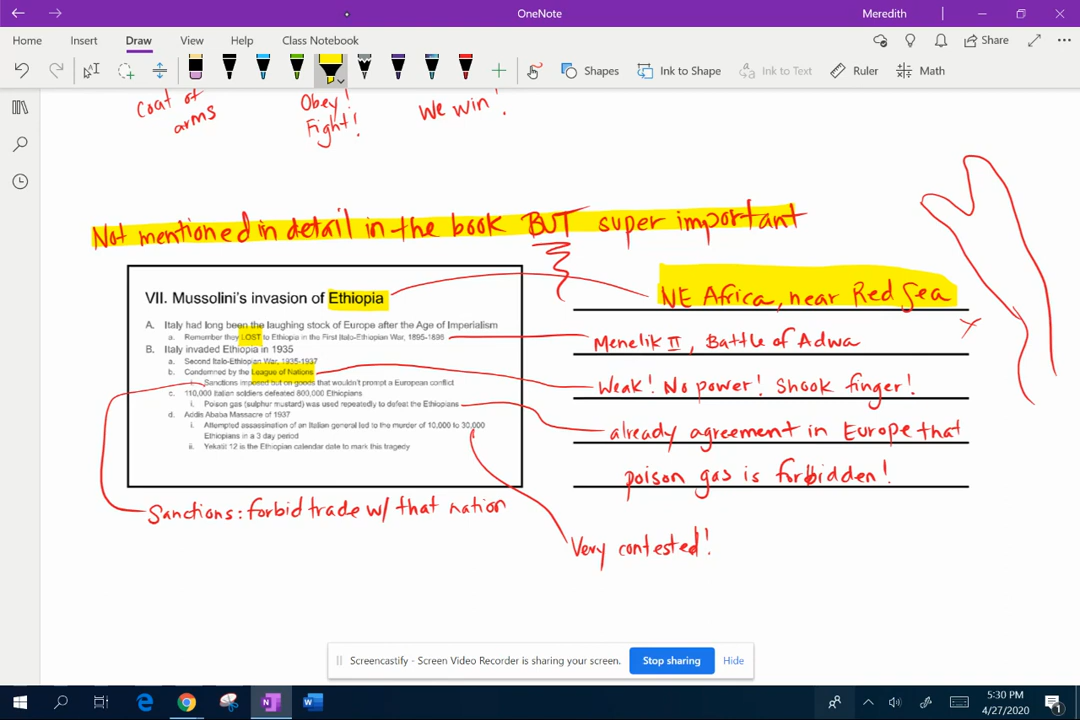 OneNote
Meredith
Home Insert Draw View Help Class Notebook
Share
Shapes Ink to Shape Ink to Text Ruler Math
Coat of
arms
Obey!
Fight!
We win!
Not mentioned in detail in the book BUT super important
VII. Mussolini's invasion of Ethiopia
A. Italy had long been the laughing stock of Europe after the Age of Imperialism
a. Remember they LOST to Ethiopia in the First Italo-Ethiopian War, 1895-1896
B. Italy invaded Ethiopia in 1935
a. Second Italo-Ethiopian War, 1935-1937
b. Condemned by the League of Nations
i. Sanctions imposed but on goods that wouldn't prompt a European conflict
c. 110,000 Italian soldiers defeated 800,000 Ethiopians
i. Poison gas (sulphur mustard) was used repeatedly to defeat the Ethiopians
d. Addis Ababa Massacre of 1937
i. Attempted assassination of an Italian general led to the murder of 10,000 to 30,000
Ethiopians in a 3 day period
ii. Yekatit 12 is the Ethiopian calendar date to mark this tragedy
NE Africa, near Red Sea
Menelik II, Battle of Adwa
Weak! No power! Shook finger!
already agreement in Europe that
poison gas is forbidden!
Sanctions: forbid trade w/ that nation
Very contested!
Screencastify - Screen Video Recorder is sharing your screen. Stop sharing Hide
5:30 PM
4/27/2020